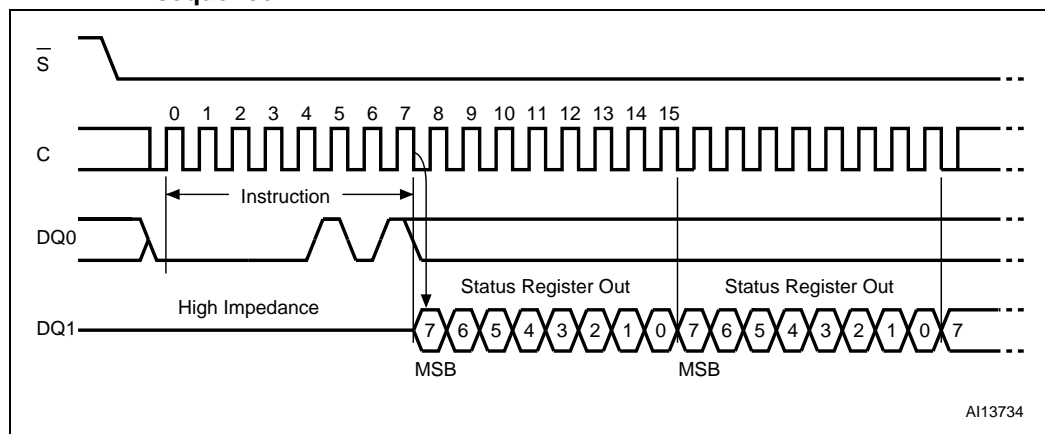 S
0 1 2 3 4 5 6 7 8 9 10 11 12 13 14 15
C
Instruction
DQ0
Status Register Out Status Register Out
High Impedance
DQ1 7 6 5 4 3 2 1 0 7 6 5 4 3 2 1 0 7
MSB MSB
AI13734